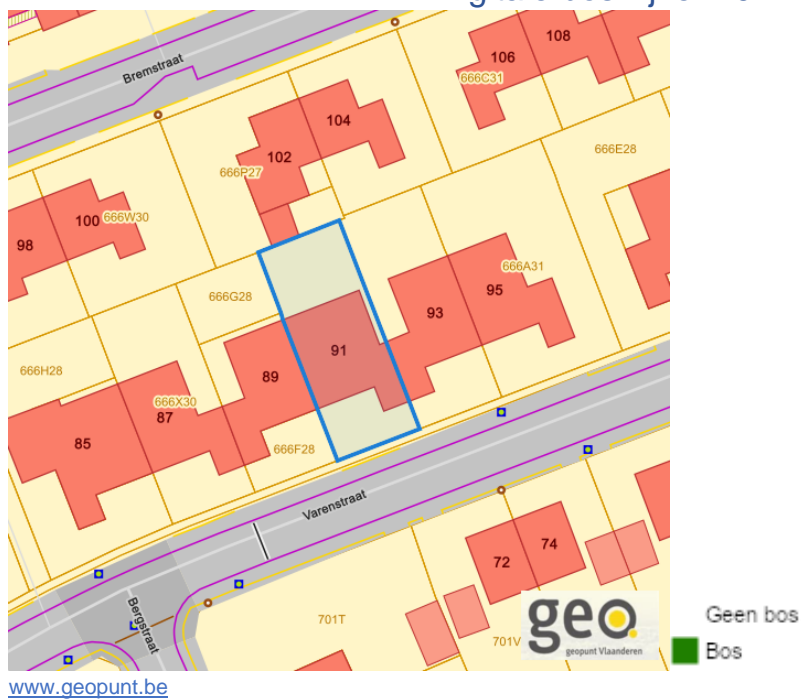 106
108
Bremstraat
666C31
104
102
666P27
666E28
100 666W30
98
666A31
95
666G28
93
91
89
666H28
666X30
87
85
666F28
Varenstraat
74
72
Bergstraat
701T
701V
geo.
geopunt Vlaanderen
Geen bos
Bos
www.geopunt.be